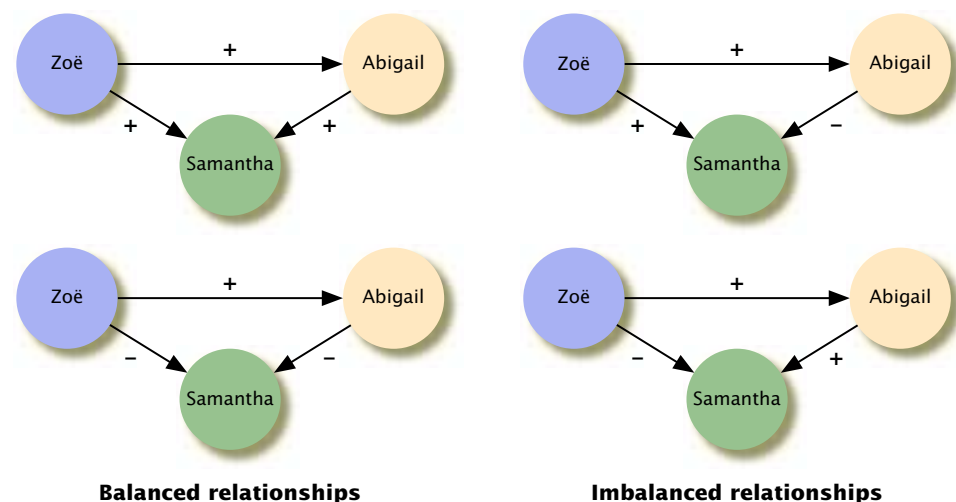 Zoë
+
Abigail
+
+
Samantha
Zoë
+
Abigail
+
–
Samantha
Zoë
+
Abigail
–
–
Samantha
Zoë
+
Abigail
–
+
Samantha
Balanced relationships
Imbalanced relationships